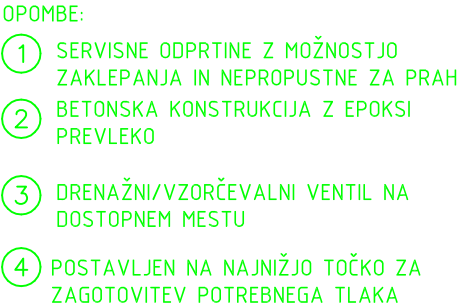 OPOMBE:
1 SERVISNE ODPRTINE Z MOŽNOSTJO
ZAKLEPANJA IN NEPROPUSTNE ZA PRAH
2 BETONSKA KONSTRUKCIJA Z EPOKSI
PREVLEKO
3 DRENAŽNI/VZORČEVALNI VENTIL NA
DOSTOPNEM MESTU
4 POSTAVLJEN NA NAJNIŽJO TOČKO ZA
ZAGOTOVITEV POTREBNEGA TLAKA